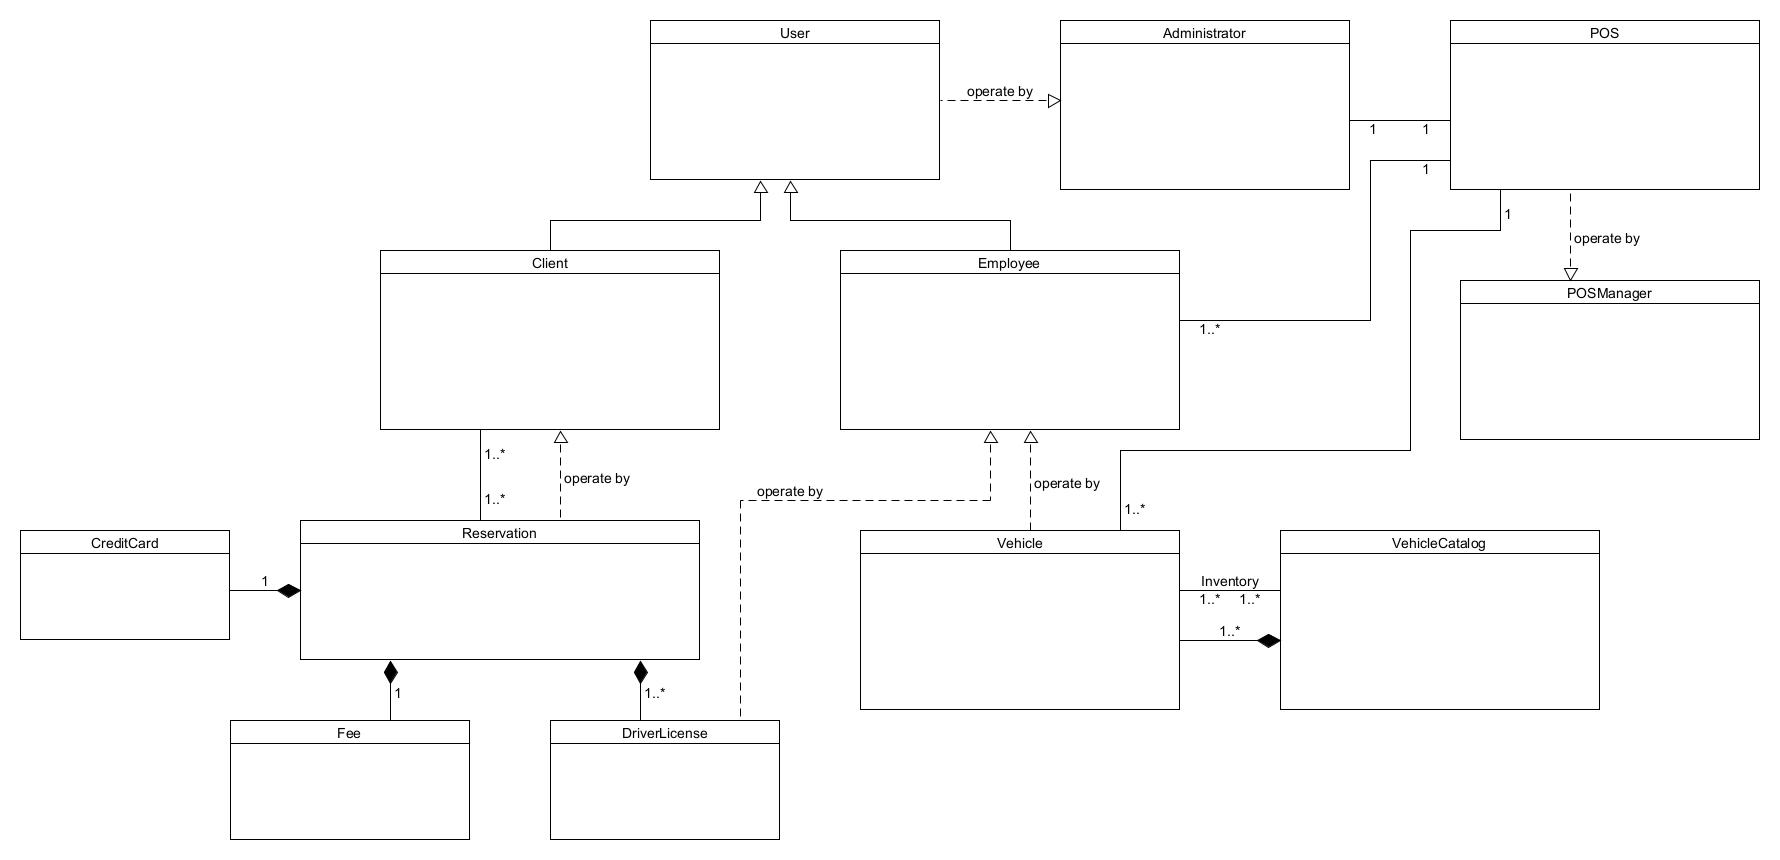 User
Administrator
POS
operate by
1
1
1
1
operate by
Client
Employee
POSManager
1..*
1..*
operate by
1..*
operate by
operate by
1..*
CreditCard
Reservation
Vehicle
VehicleCatalog
1
Inventory
1..*
1..*
1..*
1
1..*
Fee
DriverLicense